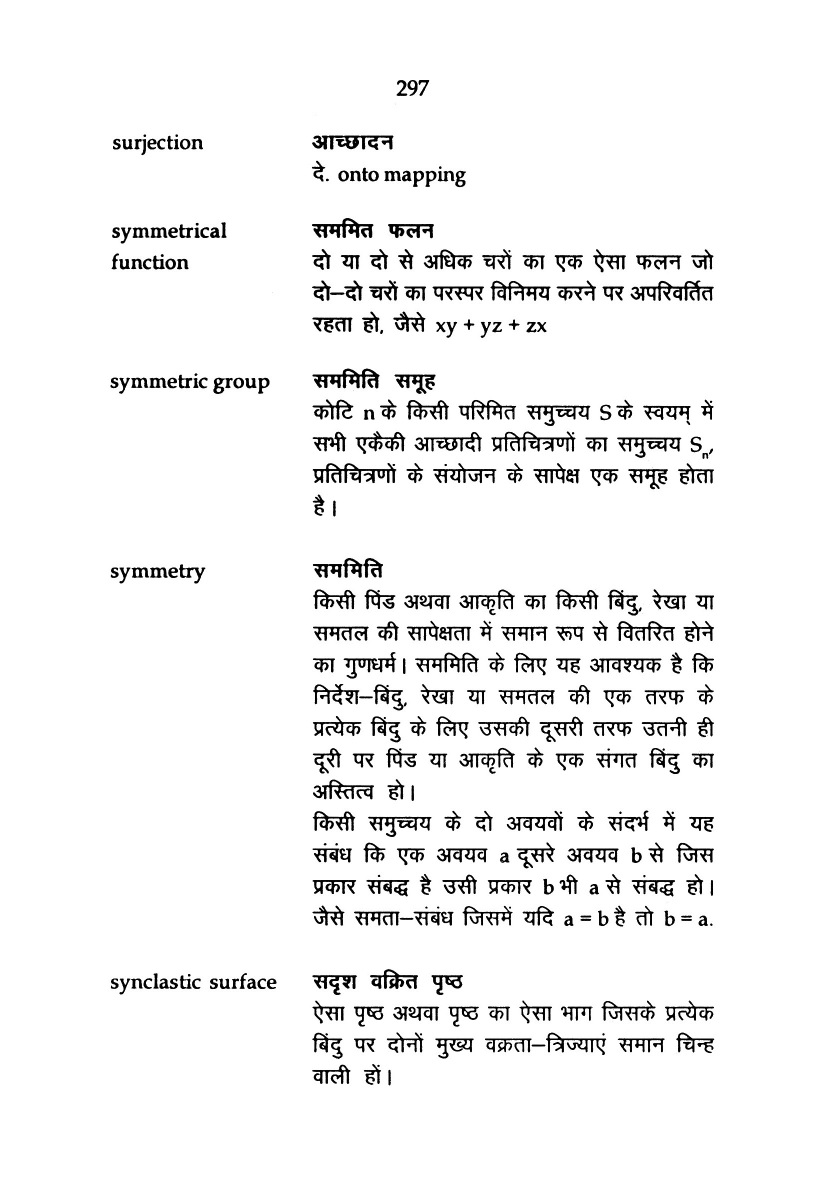 297
surjection आच्छादन
दे. onto mapping
symmetrical सममित फलन
function दो या दो से अधिक चरों का एक ऐसा फलन जो
दो–दो चरों का परस्पर विनिमय करने पर अपरिवर्तित
रहता हो, जैसे xy + yz + zx
symmetric group सममिति समूह
कोटि n के किसी परिमित समुच्चय S के स्वयम् में
सभी एकैकी आच्छादी प्रतिचित्रणों का समुच्चय Sₙ,
प्रतिचित्रणों के संयोजन के सापेक्ष एक समूह होता
है।
symmetry सममिति
किसी पिंड अथवा आकृति का किसी बिंदु, रेखा या
समतल की सापेक्षता में समान रूप से वितरित होने
का गुणधर्म। सममिति के लिए यह आवश्यक है कि
निर्देश–बिंदु, रेखा या समतल की एक तरफ के
प्रत्येक बिंदु के लिए उसकी दूसरी तरफ उतनी ही
दूरी पर पिंड या आकृति के एक संगत बिंदु का
अस्तित्व हो।
किसी समुच्चय के दो अवयवों के संदर्भ में यह
संबंध कि एक अवयव a दूसरे अवयव b से जिस
प्रकार संबद्ध है उसी प्रकार b भी a से संबद्ध हो।
जैसे समता–संबंध जिसमें यदि a = b है तो b = a.
synclastic surface सदृश वक्रित पृष्ठ
ऐसा पृष्ठ अथवा पृष्ठ का ऐसा भाग जिसके प्रत्येक
बिंदु पर दोनों मुख्य वक्रता–त्रिज्याएं समान चिन्ह
वाली हों।